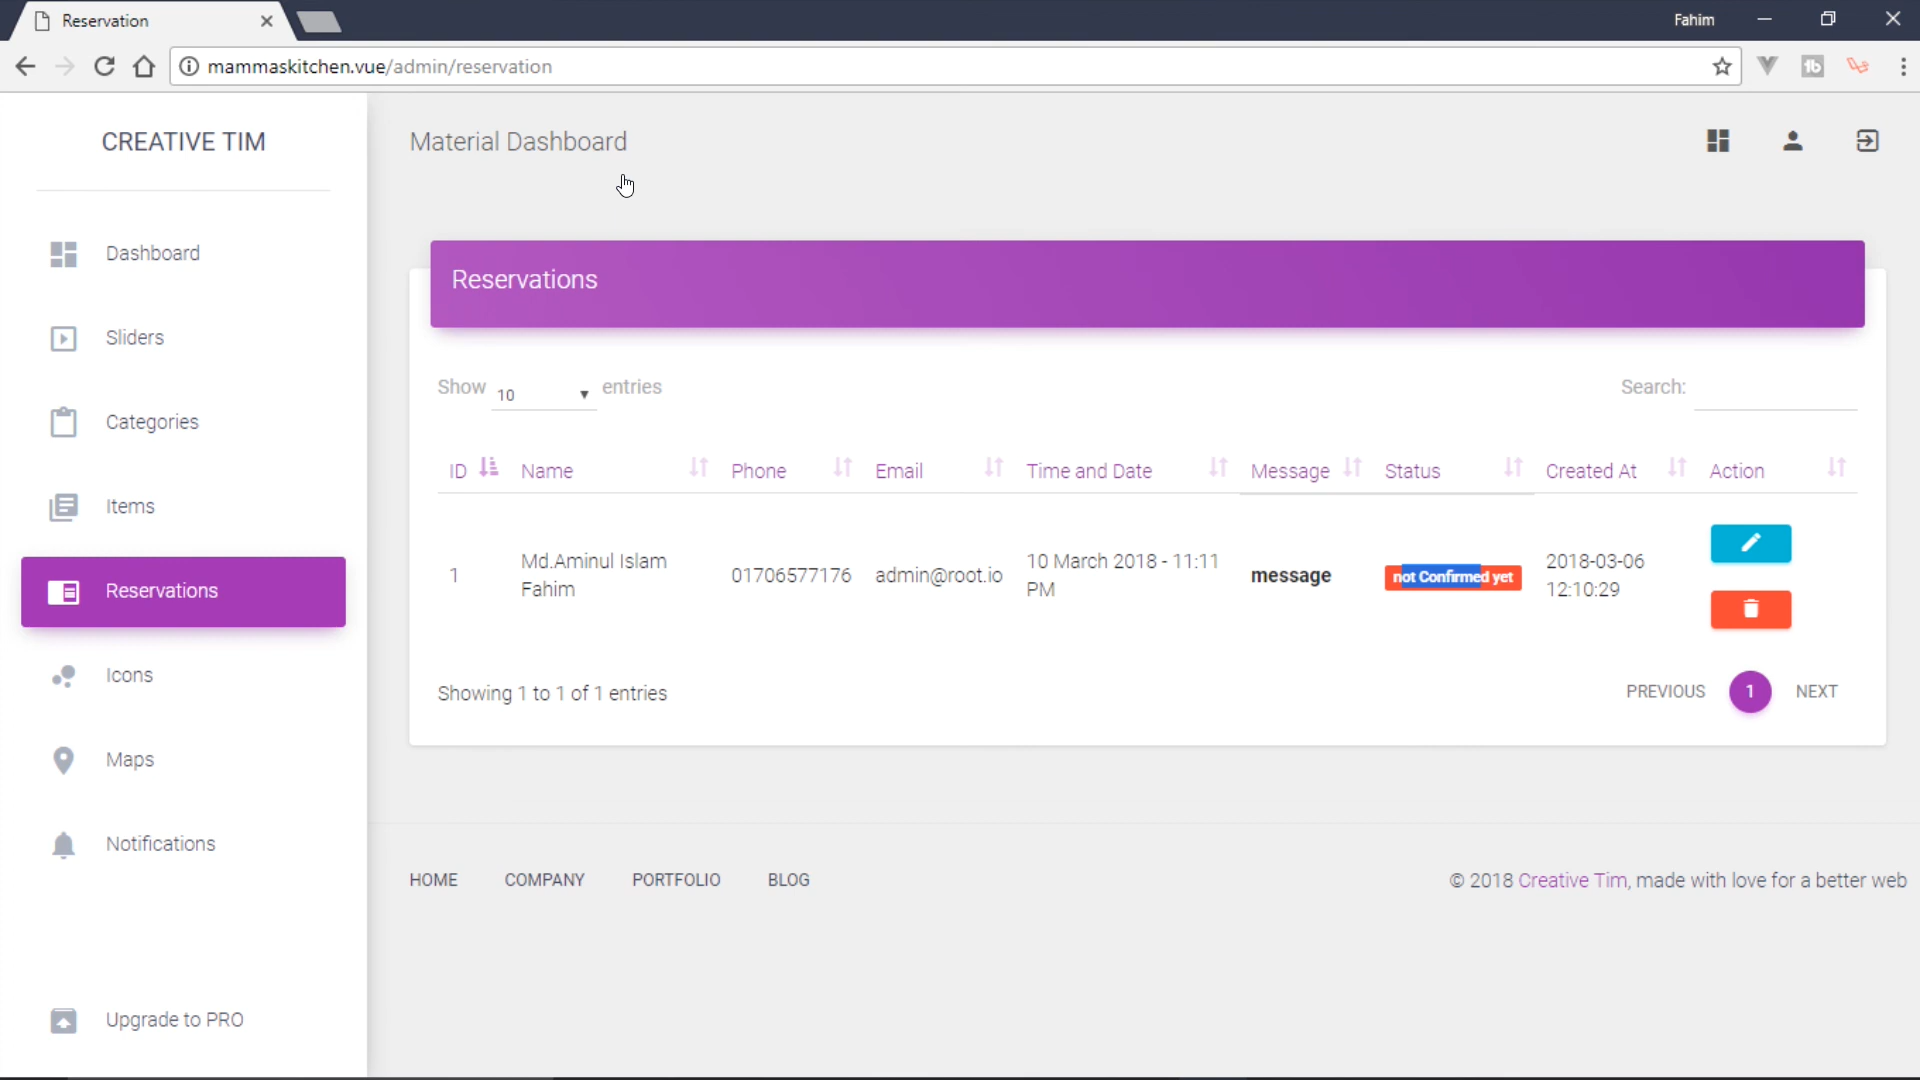 Reservation
Fahim
mammaskitchen.vue/admin/reservation
CREATIVE TIM
Material Dashboard
Dashboard
Sliders
Categories
Items
Reservations
Icons
Maps
Notifications
Upgrade to PRO
Reservations
Show 10 entries
Search:
ID Name Phone Email Time and Date Message Status Created At Action
1 Md.Aminul Islam Fahim 01706577176 admin@root.io 10 March 2018 - 11:11 PM message not Confirmed yet 2018-03-06 12:10:29
Showing 1 to 1 of 1 entries
PREVIOUS 1 NEXT
HOME COMPANY PORTFOLIO BLOG
© 2018 Creative Tim, made with love for a better web